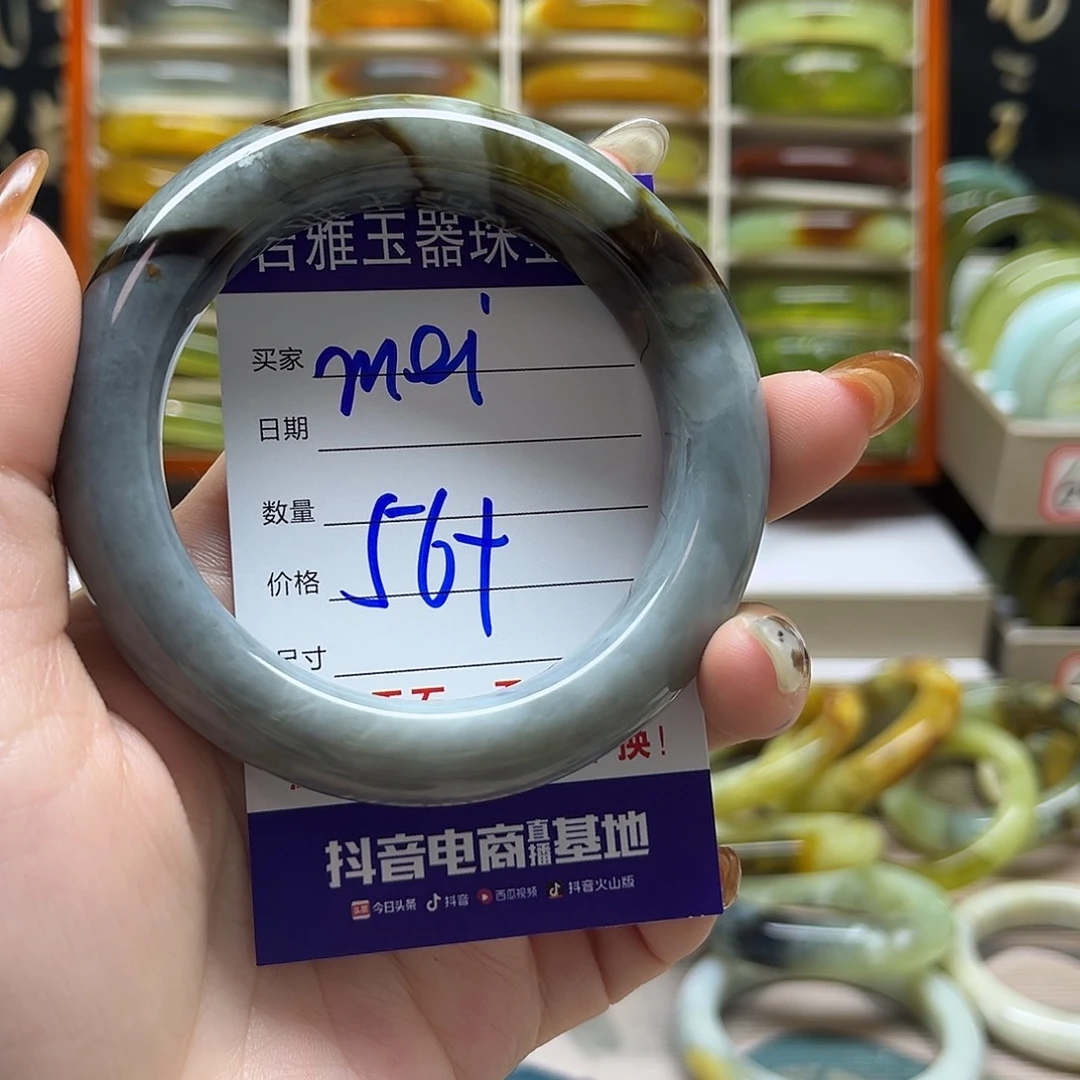 雅玉器珠
买家 mei
日期
数量
价格 56+
尺寸
换！
抖音电商直播基地
今日头条 抖音 西瓜视频 抖音火山版